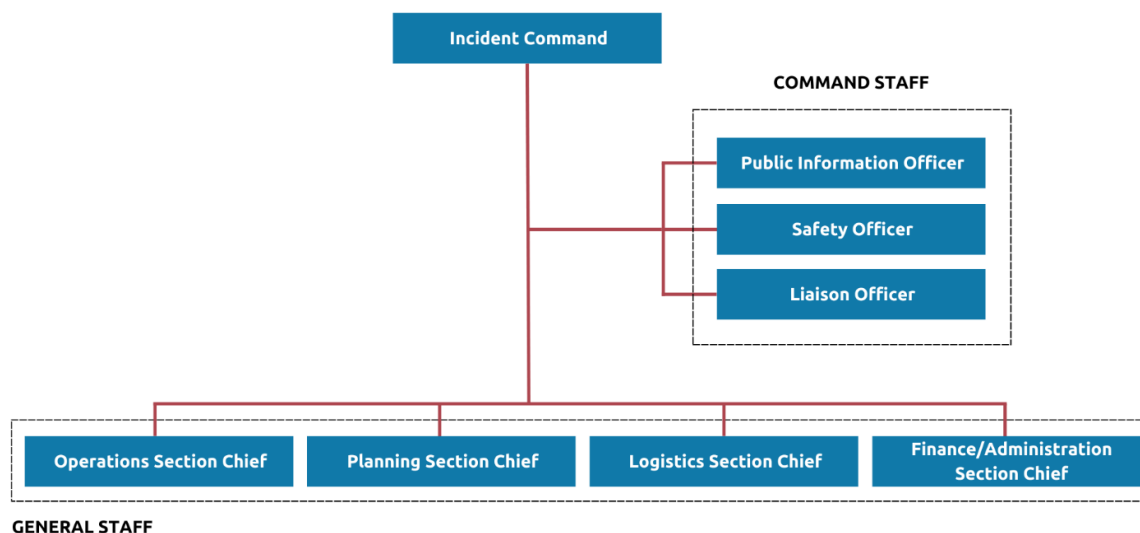 Incident Command
COMMAND STAFF
Public Information Officer
Safety Officer
Liaison Officer
Operations Section Chief
Planning Section Chief
Logistics Section Chief
Finance/Administration
Section Chief
GENERAL STAFF